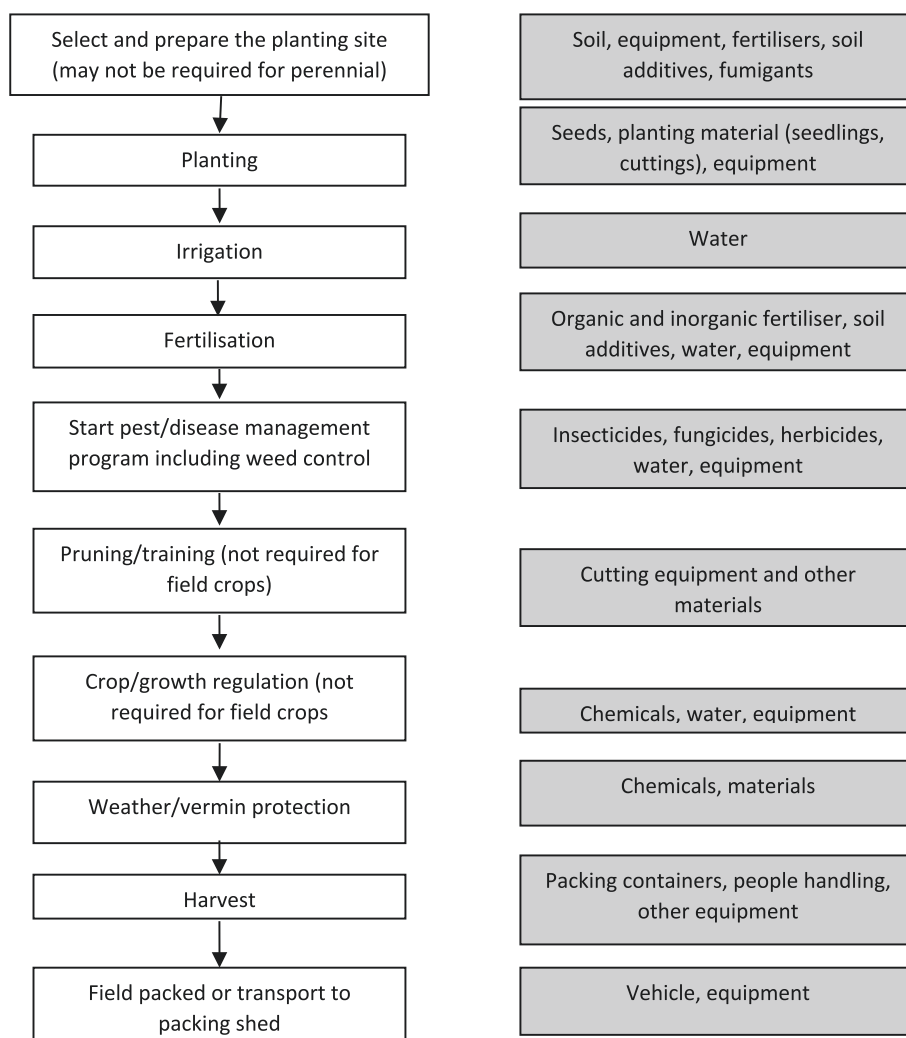 Select and prepare the planting site
(may not be required for perennial)
Soil, equipment, fertilisers, soil
additives, fumigants
Planting
Seeds, planting material (seedlings,
cuttings), equipment
Irrigation
Water
Fertilisation
Organic and inorganic fertiliser, soil
additives, water, equipment
Start pest/disease management
program including weed control
Insecticides, fungicides, herbicides,
water, equipment
Pruning/training (not required for
field crops)
Cutting equipment and other
materials
Crop/growth regulation (not
required for field crops
Chemicals, water, equipment
Weather/vermin protection
Chemicals, materials
Harvest
Packing containers, people handling,
other equipment
Field packed or transport to
packing shed
Vehicle, equipment